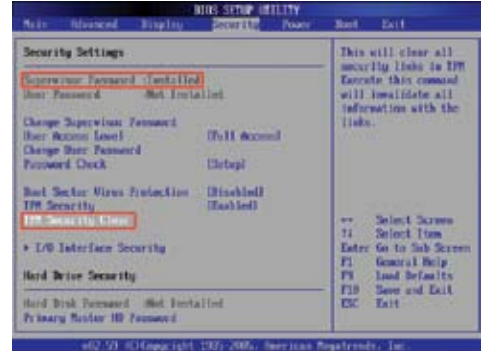 BIOS SETUP UTILITY
Main Advanced Display Security Power Boot Exit
Security Settings
Supervisor Password :Installed
User Password :Not Installed
Change Supervisor Password
User Access Level [Full Access]
Change User Password
Password Check [Setup]
Boot Sector Virus Protection [Disabled]
TPM Security [Enabled]
TPM Security Clear
I/O Interface Security
Hard Drive Security
Hard Disk Password :Not Installed
Primary Master HD Password
This will clear all
security links in TPM
Execute this command
will invalidate all
information with the
links.
Select Screen
Select Item
Enter Go to Sub Screen
F1 General Help
F9 Load Defaults
F10 Save and Exit
ESC Exit
v02.59 (C)Copyright 1985-2005, American Megatrends, Inc.